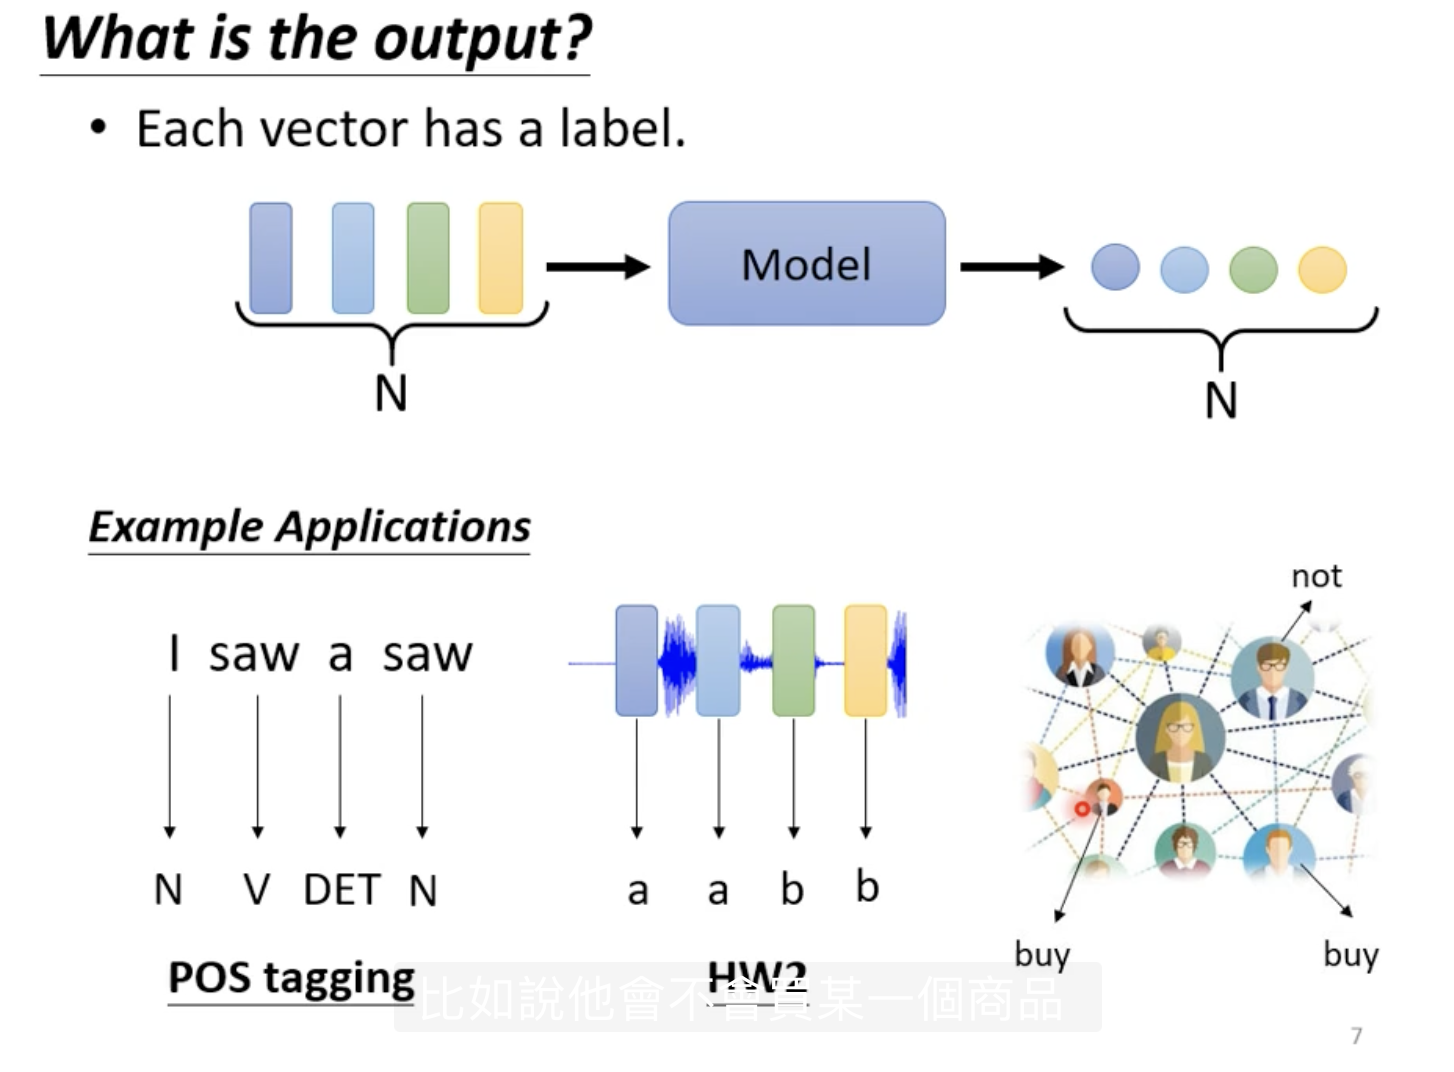 What is the output?
• Each vector has a label.
Model
N
N
Example Applications
not
I saw a saw
N V DET N
a a b b
buy
buy
POS tagging
HW2
比如說他會不會買某一個商品
7